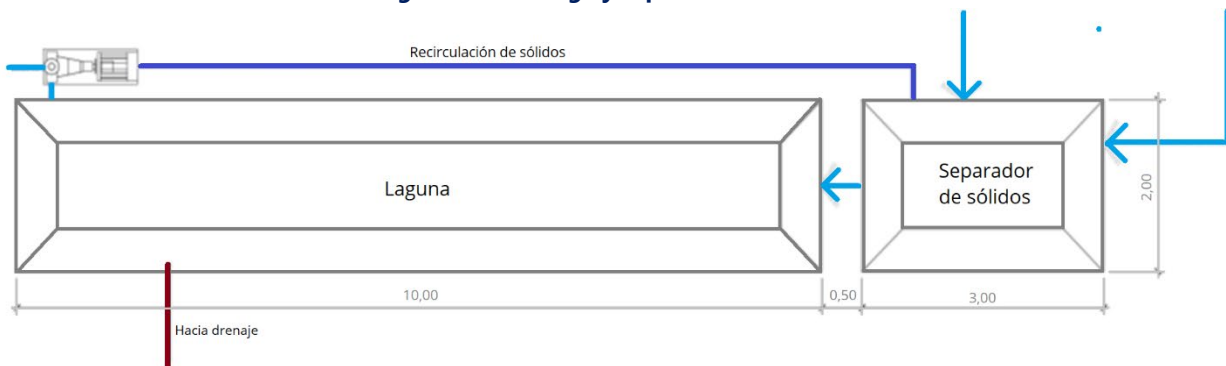 Recirculación de sólidos
Laguna
Separador
de sólidos
2,00
10,00
0,50
3,00
Hacia drenaje